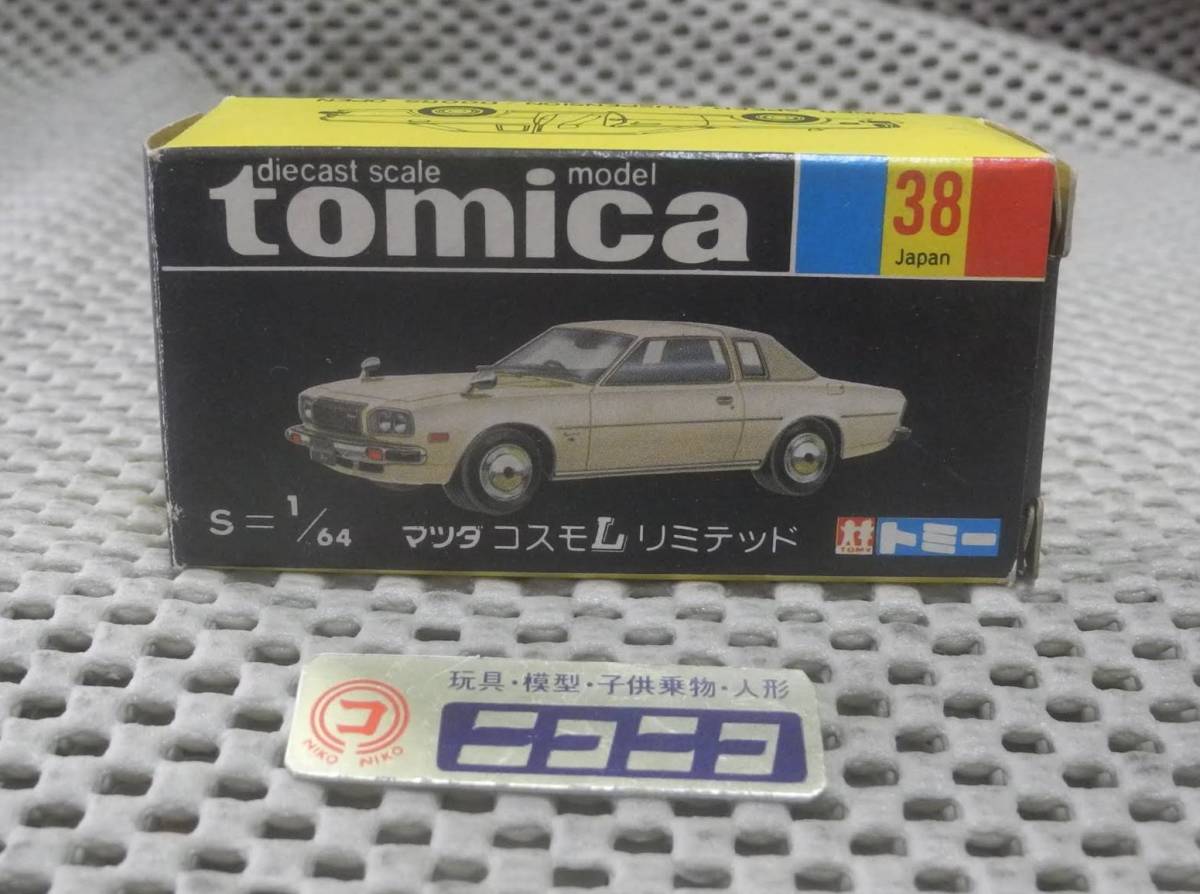 diecast scale model
tomica
38
Japan
S=1/64 マツダ コスモL リミテッド
TOMY
トミー
玩具・模型・子供乗物・人形
コ
NIKO NIKO
ニコニコ